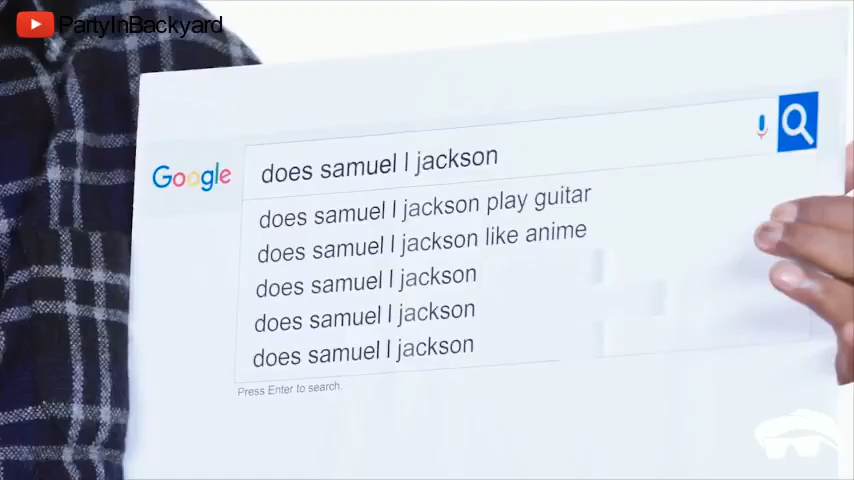 PartyInBackyard
Google
does samuel l jackson
does samuel l jackson play guitar
does samuel l jackson like anime
does samuel l jackson
does samuel l jackson
does samuel l jackson
Press Enter to search.